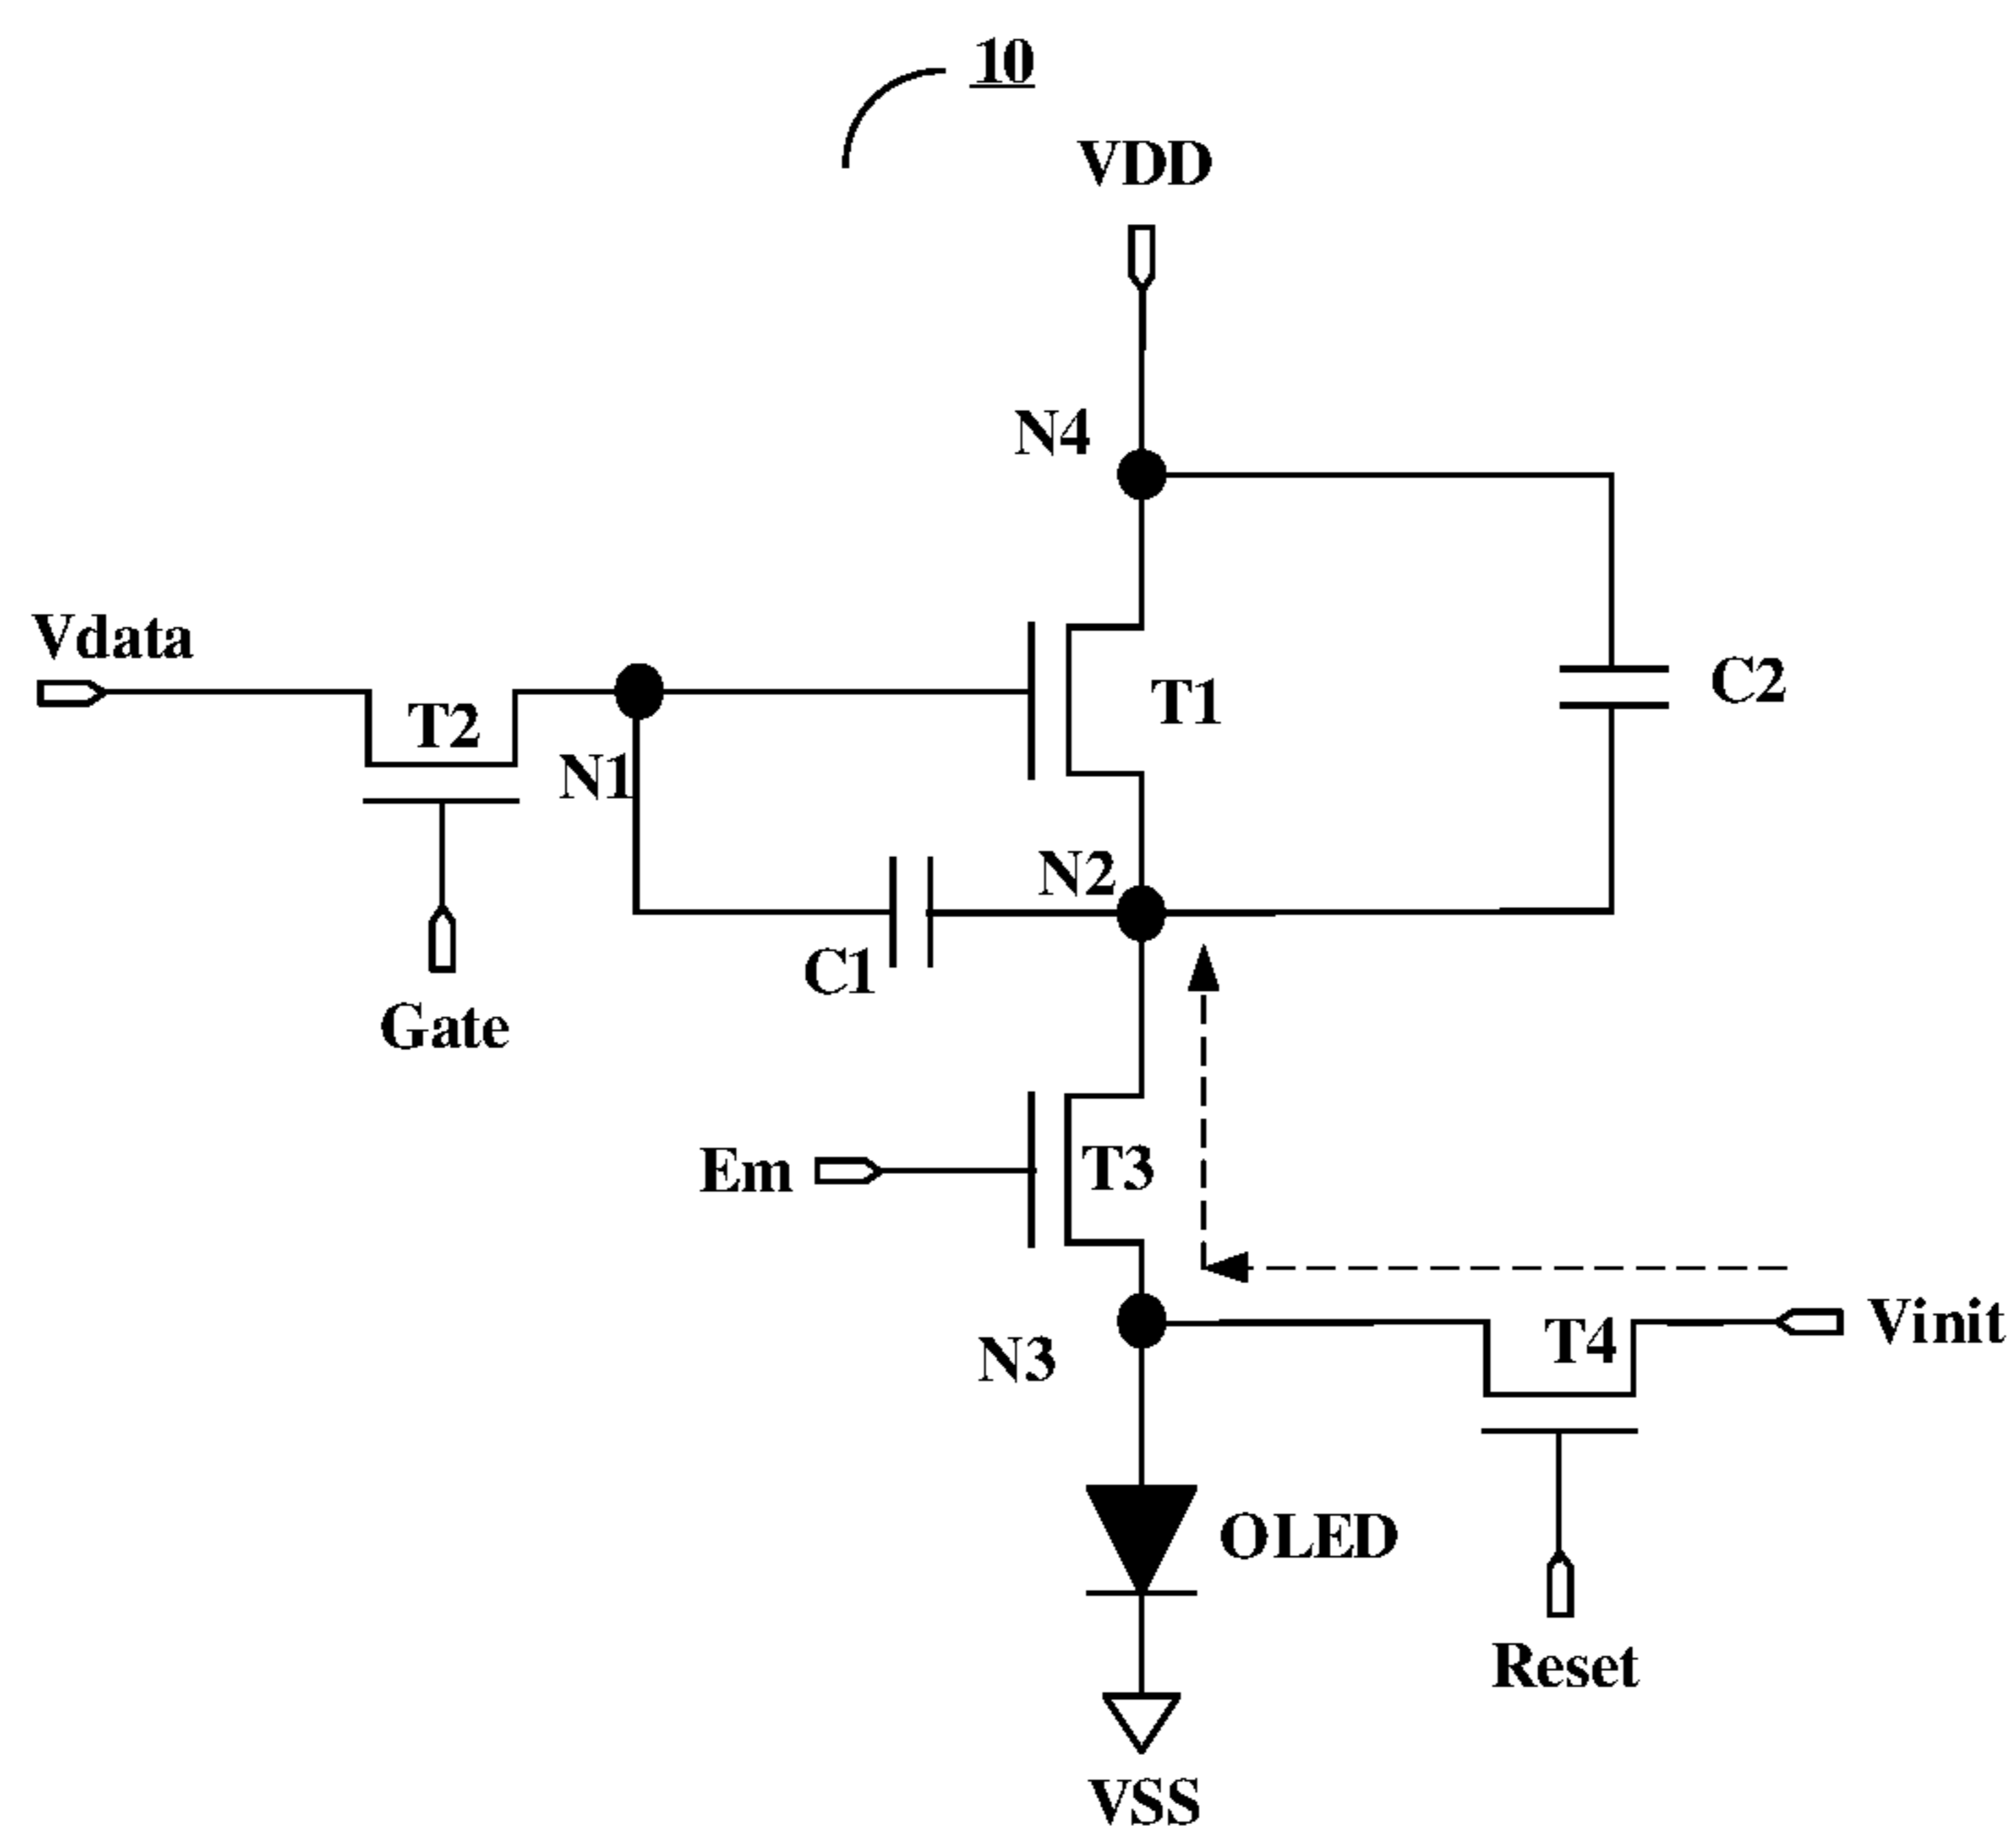 10
VDD
N4
Vdata
T2
T1
C2
N1
N2
C1
Gate
Em
T3
T4
Vinit
N3
OLED
Reset
VSS